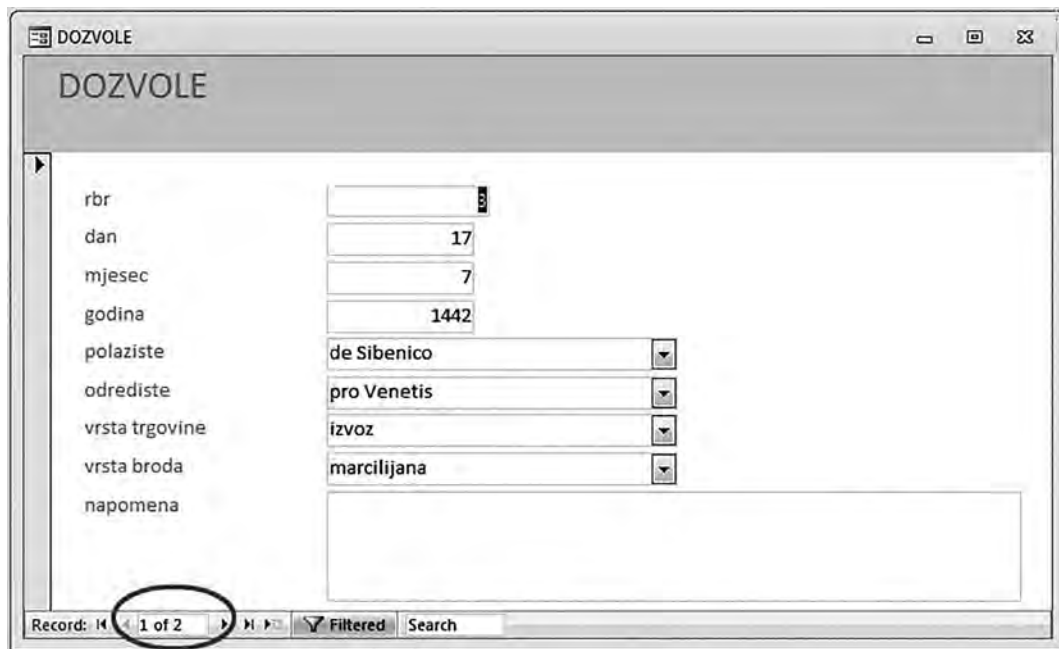 DOZVOLE
DOZVOLE
rbr 3
dan 17
mjesec 7
godina 1442
polaziste de Sibenico
odrediste pro Venetis
vrsta trgovine izvoz
vrsta broda marcilijana
napomena
Record: 1 of 2 Filtered Search